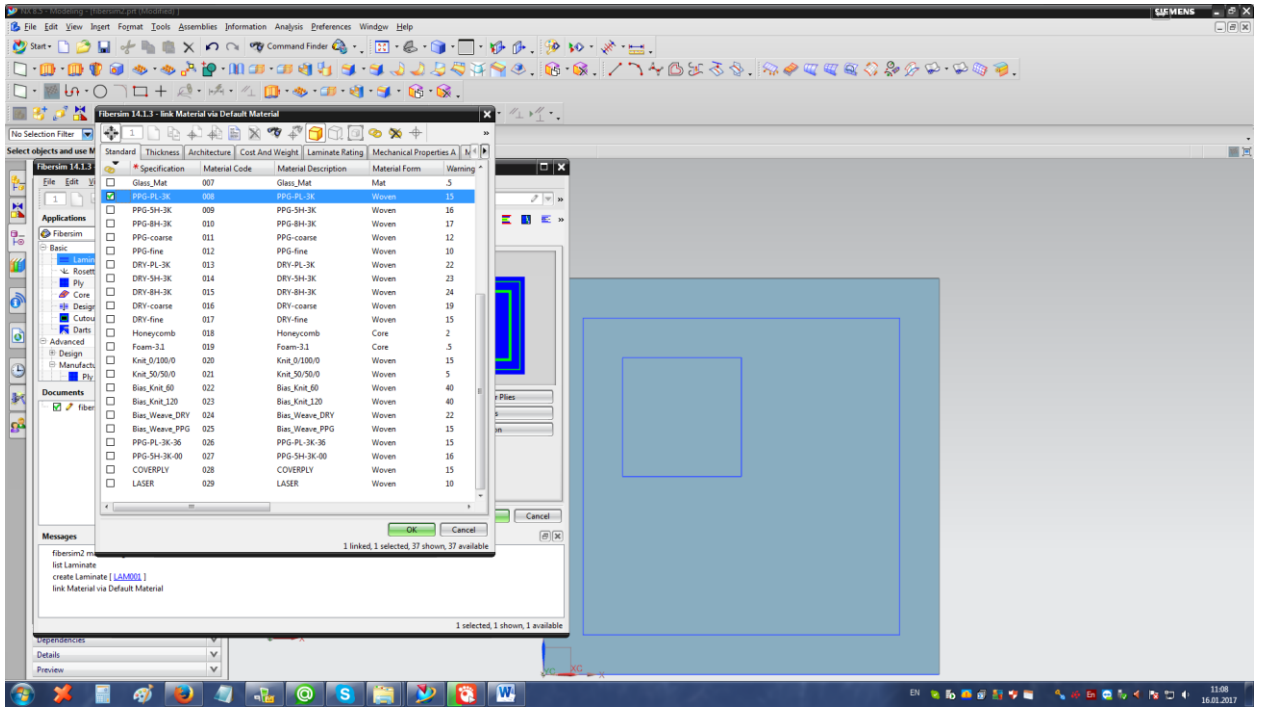 NX 8.5 - Modeling - [fibersim2.prt (Modified) ]
SIEMENS
File Edit View Insert Format Tools Assemblies Information Analysis Preferences Window Help
Start Command Finder
Fibersim 14.1.3 - link Material via Default Material
No Selection Filter
1
Select objects and use M
Standard Thickness Architecture Cost And Weight Laminate Rating Mechanical Properties A
Fibersim 14.1.3
*Specification Material Code Material Description Material Form Warning
File Edit Vi
Glass_Mat 007 Glass_Mat Mat .5
1
PPG-PL-3K 008 PPG-PL-3K Woven 15
PPG-5H-3K 009 PPG-5H-3K Woven 16
Applications
PPG-8H-3K 010 PPG-8H-3K Woven 17
Fibersim
PPG-coarse 011 PPG-coarse Woven 12
Basic
PPG-fine 012 PPG-fine Woven 10
Lamin
DRY-PL-3K 013 DRY-PL-3K Woven 22
Rosett
DRY-5H-3K 014 DRY-5H-3K Woven 23
Ply
DRY-8H-3K 015 DRY-8H-3K Woven 24
Core
DRY-coarse 016 DRY-coarse Woven 19
Design
DRY-fine 017 DRY-fine Woven 15
Cutou
Honeycomb 018 Honeycomb Core 2
Darts
Foam-3.1 019 Foam-3.1 Core .5
Advanced
Knit_0/100/0 020 Knit_0/100/0 Woven 15
Design
Knit_50/50/0 021 Knit_50/50/0 Woven 5
Manufactu
Ply
Bias_Knit_60 022 Bias_Knit_60 Woven 40
Documents
r Plies
Bias_Knit_120 023 Bias_Knit_120 Woven 40
fiber
s
Bias_Weave_DRY 024 Bias_Weave_DRY Woven 22
Bias_Weave_PPG 025 Bias_Weave_PPG Woven 15
on
PPG-PL-3K-36 026 PPG-PL-3K-36 Woven 15
PPG-5H-3K-00 027 PPG-5H-3K-00 Woven 16
COVERPLY 028 COVERPLY Woven 15
LASER 029 LASER Woven 10
Cancel
OK Cancel
Messages
1 linked, 1 selected, 37 shown, 37 available
fibersim2 m
list Laminate
create Laminate [ LAM001 ]
link Material via Default Material
1 selected, 1 shown, 1 available
Dependencies
Details
Preview
YC XC X
EN
11:08
16.01.2017